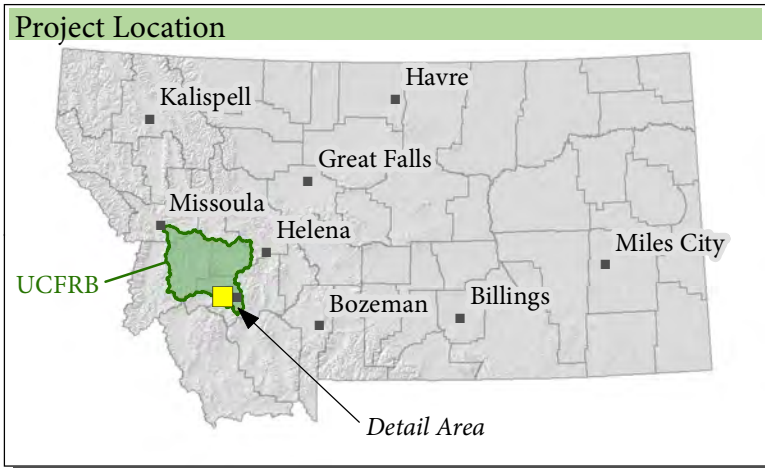 Project Location
Havre
Kalispell
Great Falls
Missoula
Helena
Miles City
UCFRB
Bozeman
Billings
Detail Area